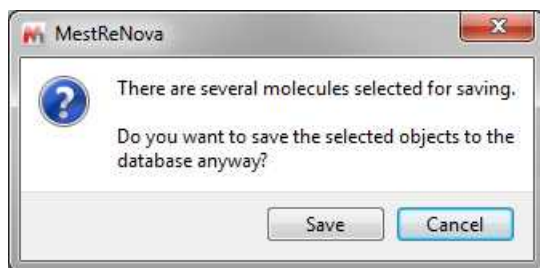 MestReNova
There are several molecules selected for saving.
Do you want to save the selected objects to the
database anyway?
Save
Cancel